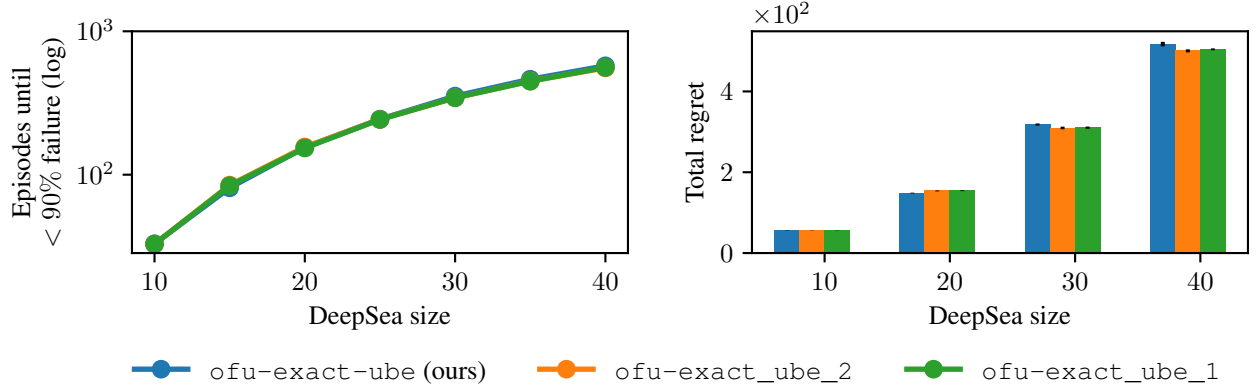 Episodes until
< 90% failure (log)
10³
10²
10 20 30 40
DeepSea size
×10²
Total regret
4
2
0
10 20 30 40
DeepSea size
ofu-exact-ube (ours) ofu-exact_ube_2 ofu-exact_ube_1